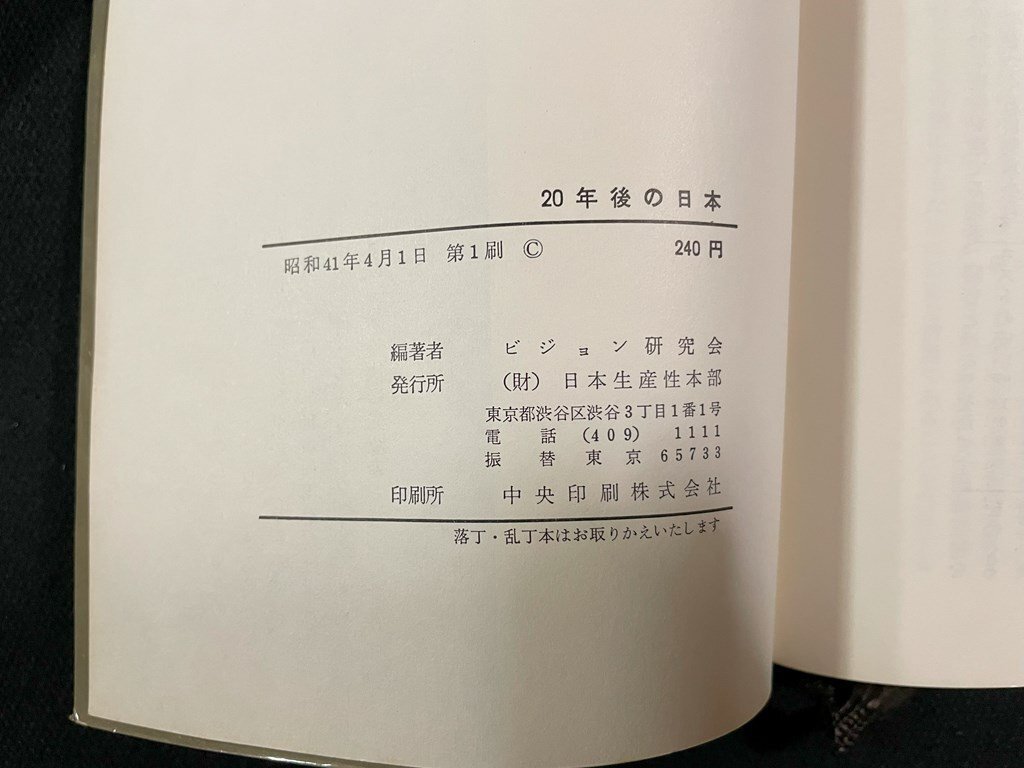 20年後の日本
昭和41年4月1日 第1刷 © 240円
編著者 ビジョン研究会
発行所 (財) 日本生産性本部
東京都渋谷区渋谷3丁目1番1号
電話 (409) 1111
振替 東京 65733
印刷所 中央印刷株式会社
落丁・乱丁本はお取りかえいたします